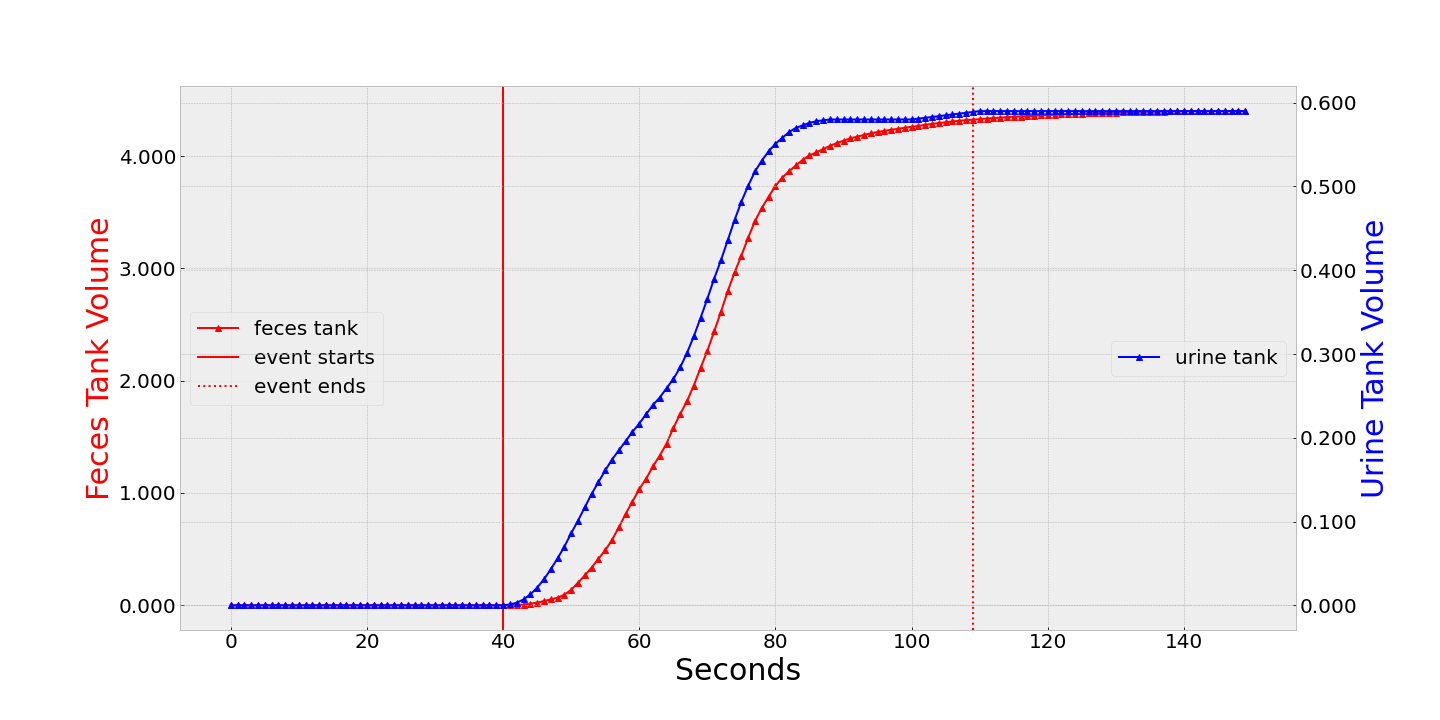 Feces Tank Volume
4.000
3.000
2.000
1.000
0.000
feces tank
event starts
event ends
0 20 40 60 80 100 120 140
Seconds
urine tank
0.600
0.500
0.400
0.300
0.200
0.100
0.000
Urine Tank Volume